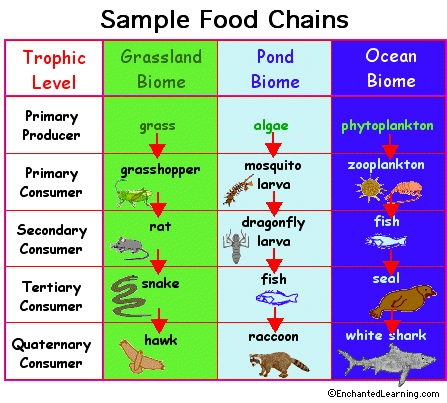 Sample Food Chains
Trophic Level
Grassland Biome
Pond Biome
Ocean Biome
Primary Producer
grass
algae
phytoplankton
Primary Consumer
grasshopper
mosquito larva
zooplankton
Secondary Consumer
rat
dragonfly larva
fish
Tertiary Consumer
snake
fish
seal
Quaternary Consumer
hawk
raccoon
white shark
©EnchantedLearning.com